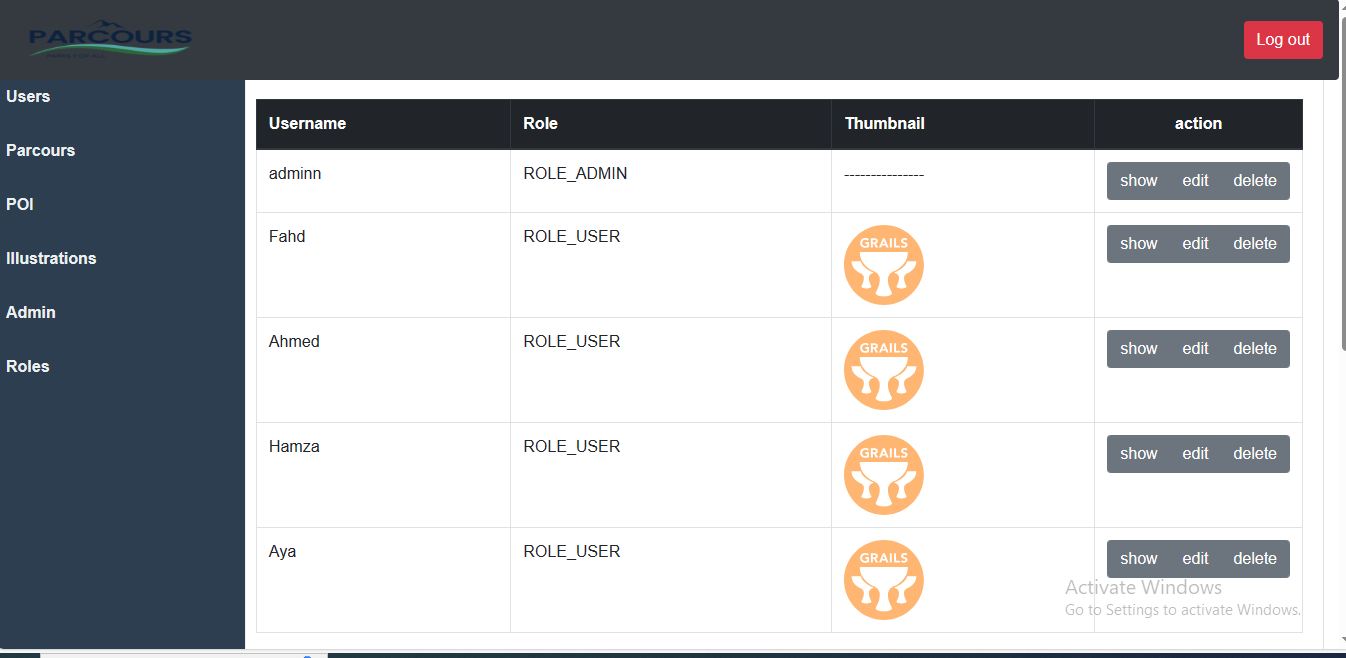 PARCOURS
Log out
Users
Parcours
POI
Illustrations
Admin
Roles
Username Role Thumbnail action
adminn ROLE_ADMIN --------------- show edit delete
Fahd ROLE_USER GRAILS show edit delete
Ahmed ROLE_USER GRAILS show edit delete
Hamza ROLE_USER GRAILS show edit delete
Aya ROLE_USER GRAILS show edit delete
Activate Windows
Go to Settings to activate Windows.